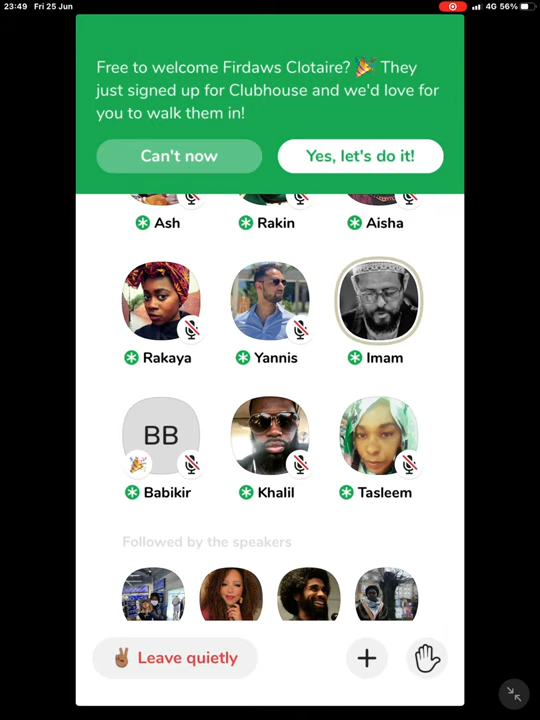 23:49 Fri 25 Jun 4G 56%
Free to welcome Firdaws Clotaire? 🎉 They
just signed up for Clubhouse and we'd love for
you to walk them in!
Can't now Yes, let's do it!
Ash Rakin Aisha
Rakaya Yannis Imam
BB
Babikir Khalil Tasleem
Followed by the speakers
✌🏽 Leave quietly